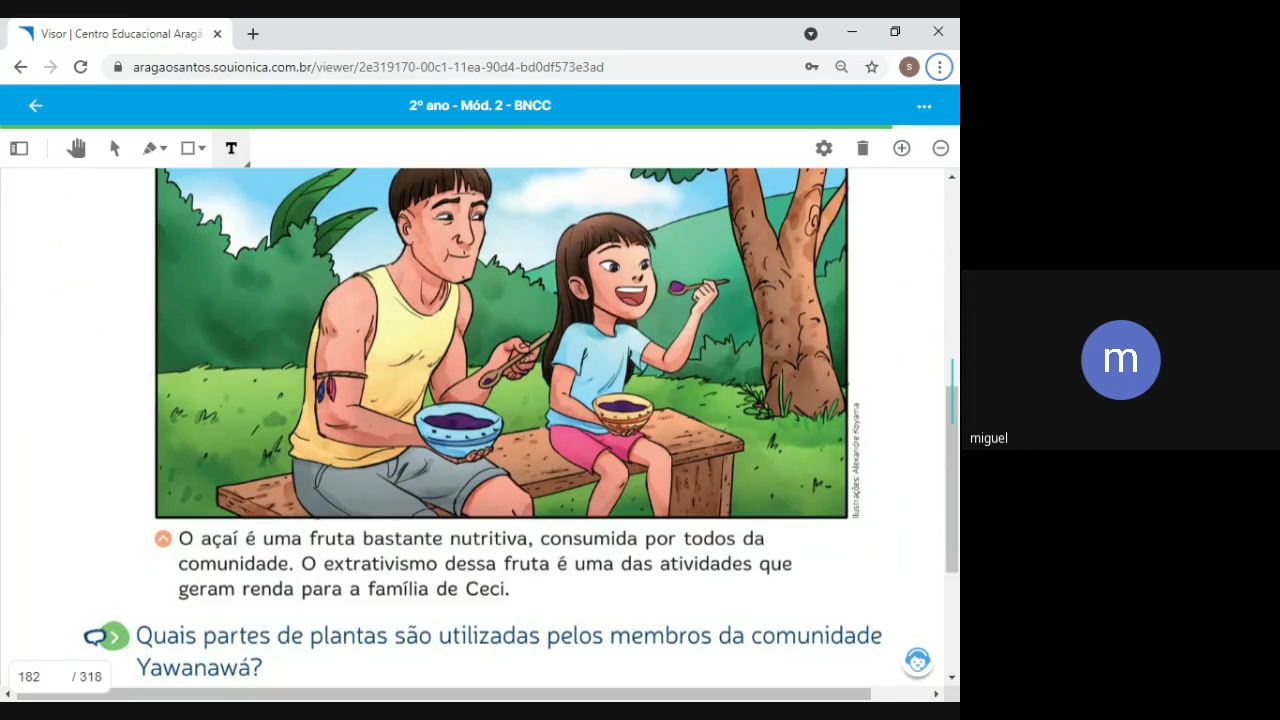 Visor | Centro Educacional Aragã
aragaosantos.souionica.com.br/viewer/2e319170-00c1-11ea-90d4-bd0df573e3ad
s
2º ano - Mód. 2 - BNCC
T
Ilustrações: Alexandre Koyama
O açaí é uma fruta bastante nutritiva, consumida por todos da
comunidade. O extrativismo dessa fruta é uma das atividades que
geram renda para a família de Ceci.
Quais partes de plantas são utilizadas pelos membros da comunidade
Yawanawá?
182 / 318
m
miguel